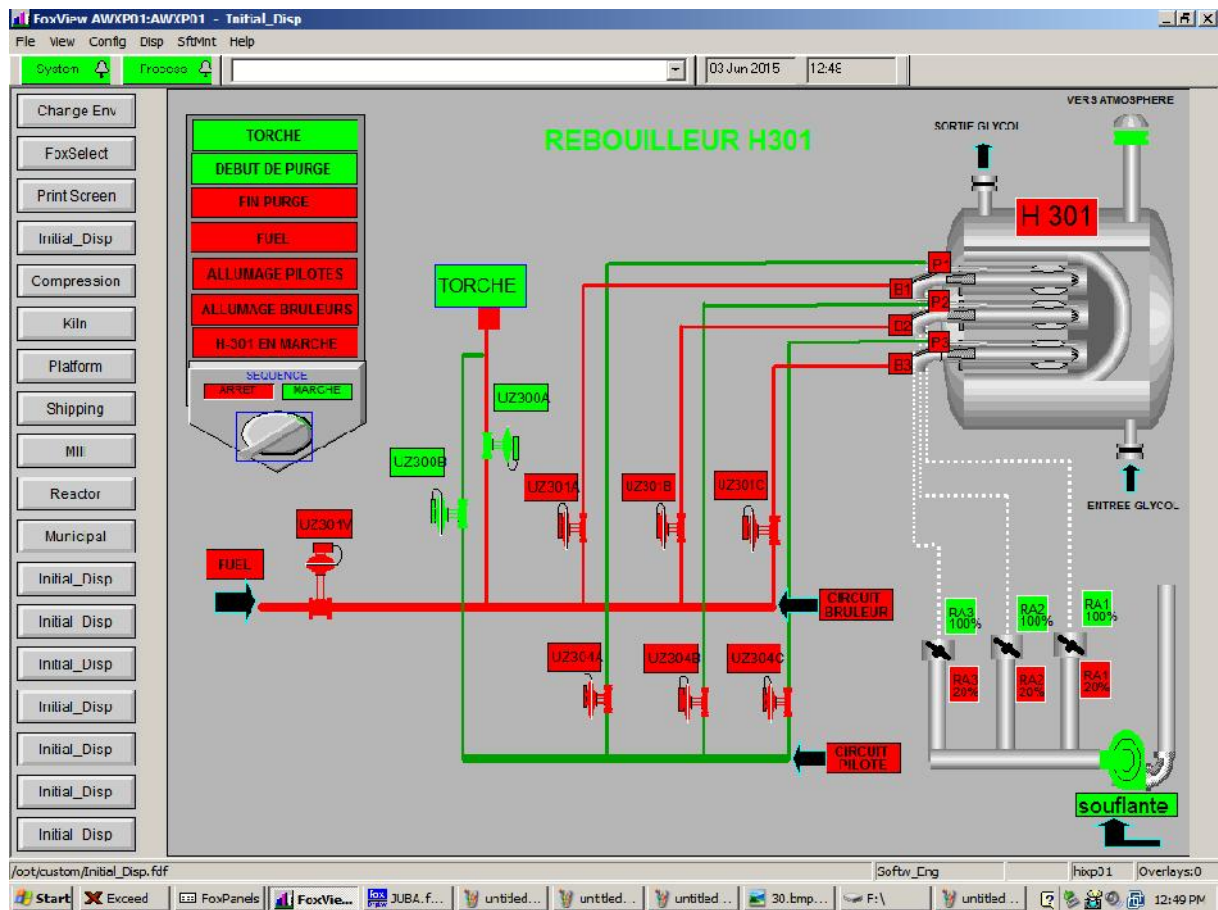 FoxView AWXP01:AWXP01 - Initial_Disp
File View Config Disp SftMnt Help
System Process 03 Jun 2015 12:48
Change Env
FoxSelect
Print Screen
Initial_Disp
Compression
Kiln
Platform
Shipping
Mill
Reactor
Municipal
Initial_Disp
Initial_Disp
Initial_Disp
Initial_Disp
Initial_Disp
Initial_Disp
Initial_Disp
TORCHE
DEBUT DE PURGE
FIN PURGE
FUEL
ALLUMAGE PILOTES
ALLUMAGE BRULEURS
H-301 EN MARCHE
SEQUENCE
ARRET MARCHE
REBOUILLEUR H301
VERS ATMOSPHERE
SORTIE GLYCOL
H 301
TORCHE
P1
B1
P2
B2
P3
B3
UZ300A
UZ300B
UZ301A
UZ301B
UZ301C
ENTREE GLYCOL
UZ301V
FUEL
CIRCUIT
BRULEUR
RA3
100%
RA2
100%
RA1
100%
UZ304A
UZ304B
UZ304C
RA3
20%
RA2
20%
RA1
20%
CIRCUIT
PILOTE
souflante
/opt/custom/Initial_Disp.fdf Softw_Eng hixp01 Overlays:0
Start Exceed FoxPanels FoxVie... JUBA.f... untitled... untitled... untitled ... 30.bmp... F:\ untitled ... 12:49 PM